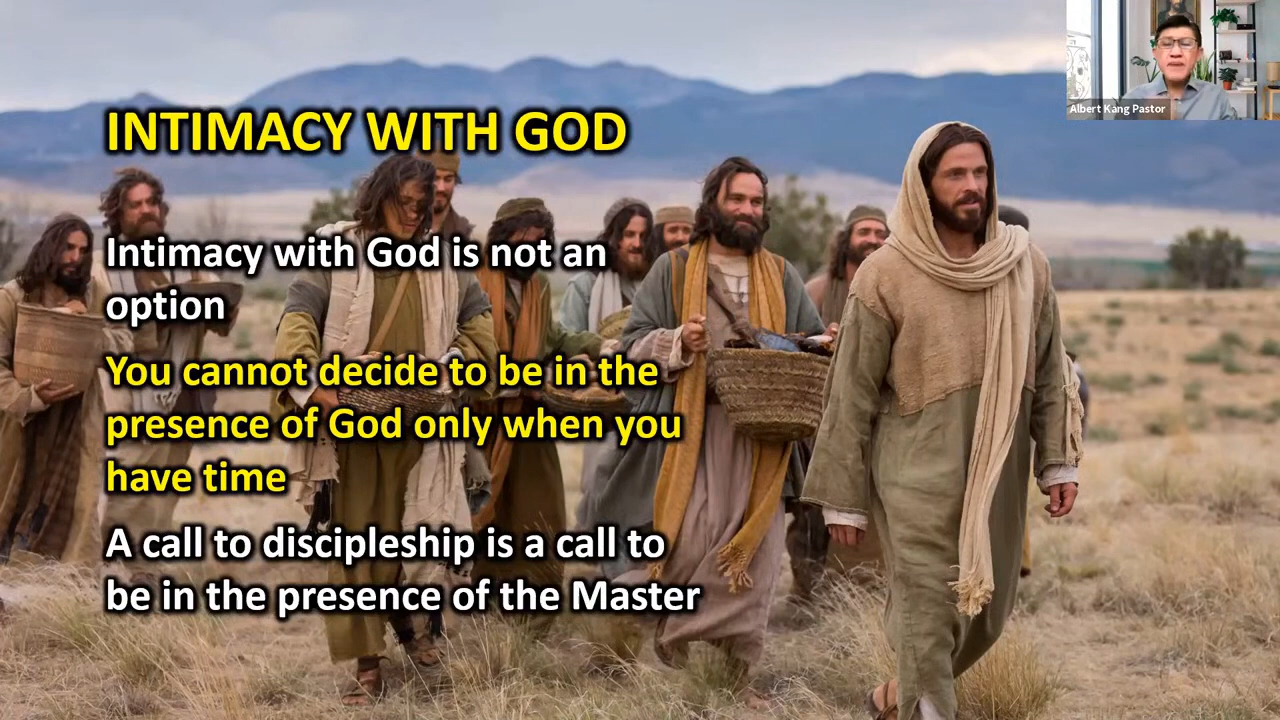 Albert Kang Pastor
INTIMACY WITH GOD
Intimacy with God is not an
option
You cannot decide to be in the
presence of God only when you
have time
A call to discipleship is a call to
be in the presence of the Master